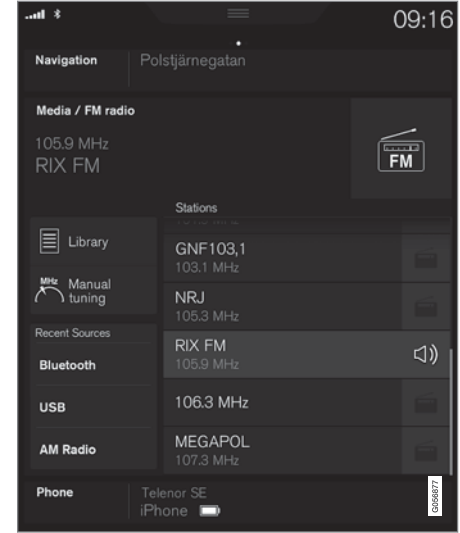 09:16
Navigation
Polstjärnegatan
Media / FM radio
105.9 MHz
RIX FM
FM
Stations
Library
MHz Manual
tuning
GNF103,1
103.1 MHz
NRJ
105.3 MHz
Recent Sources
RIX FM
105.9 MHz
Bluetooth
USB
106.3 MHz
AM Radio
MEGAPOL
107.3 MHz
Phone
Telenor SE
iPhone
G056877